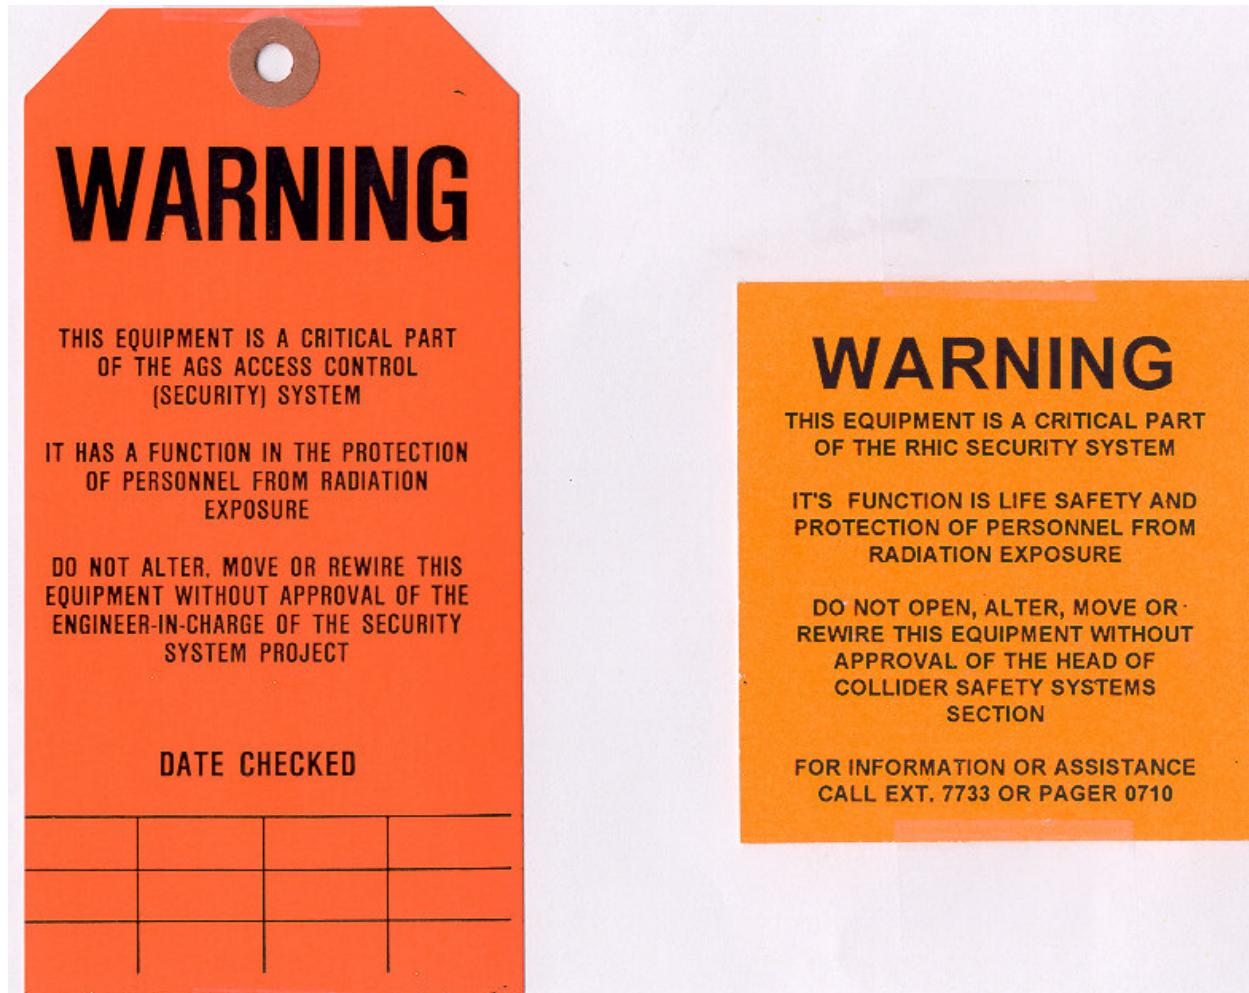 WARNING
THIS EQUIPMENT IS A CRITICAL PART
OF THE AGS ACCESS CONTROL
(SECURITY) SYSTEM
IT HAS A FUNCTION IN THE PROTECTION
OF PERSONNEL FROM RADIATION
EXPOSURE
DO NOT ALTER, MOVE OR REWIRE THIS
EQUIPMENT WITHOUT APPROVAL OF THE
ENGINEER-IN-CHARGE OF THE SECURITY
SYSTEM PROJECT
DATE CHECKED
WARNING
THIS EQUIPMENT IS A CRITICAL PART
OF THE RHIC SECURITY SYSTEM
IT'S FUNCTION IS LIFE SAFETY AND
PROTECTION OF PERSONNEL FROM
RADIATION EXPOSURE
DO NOT OPEN, ALTER, MOVE OR
REWIRE THIS EQUIPMENT WITHOUT
APPROVAL OF THE HEAD OF
COLLIDER SAFETY SYSTEMS
SECTION
FOR INFORMATION OR ASSISTANCE
CALL EXT. 7733 OR PAGER 0710